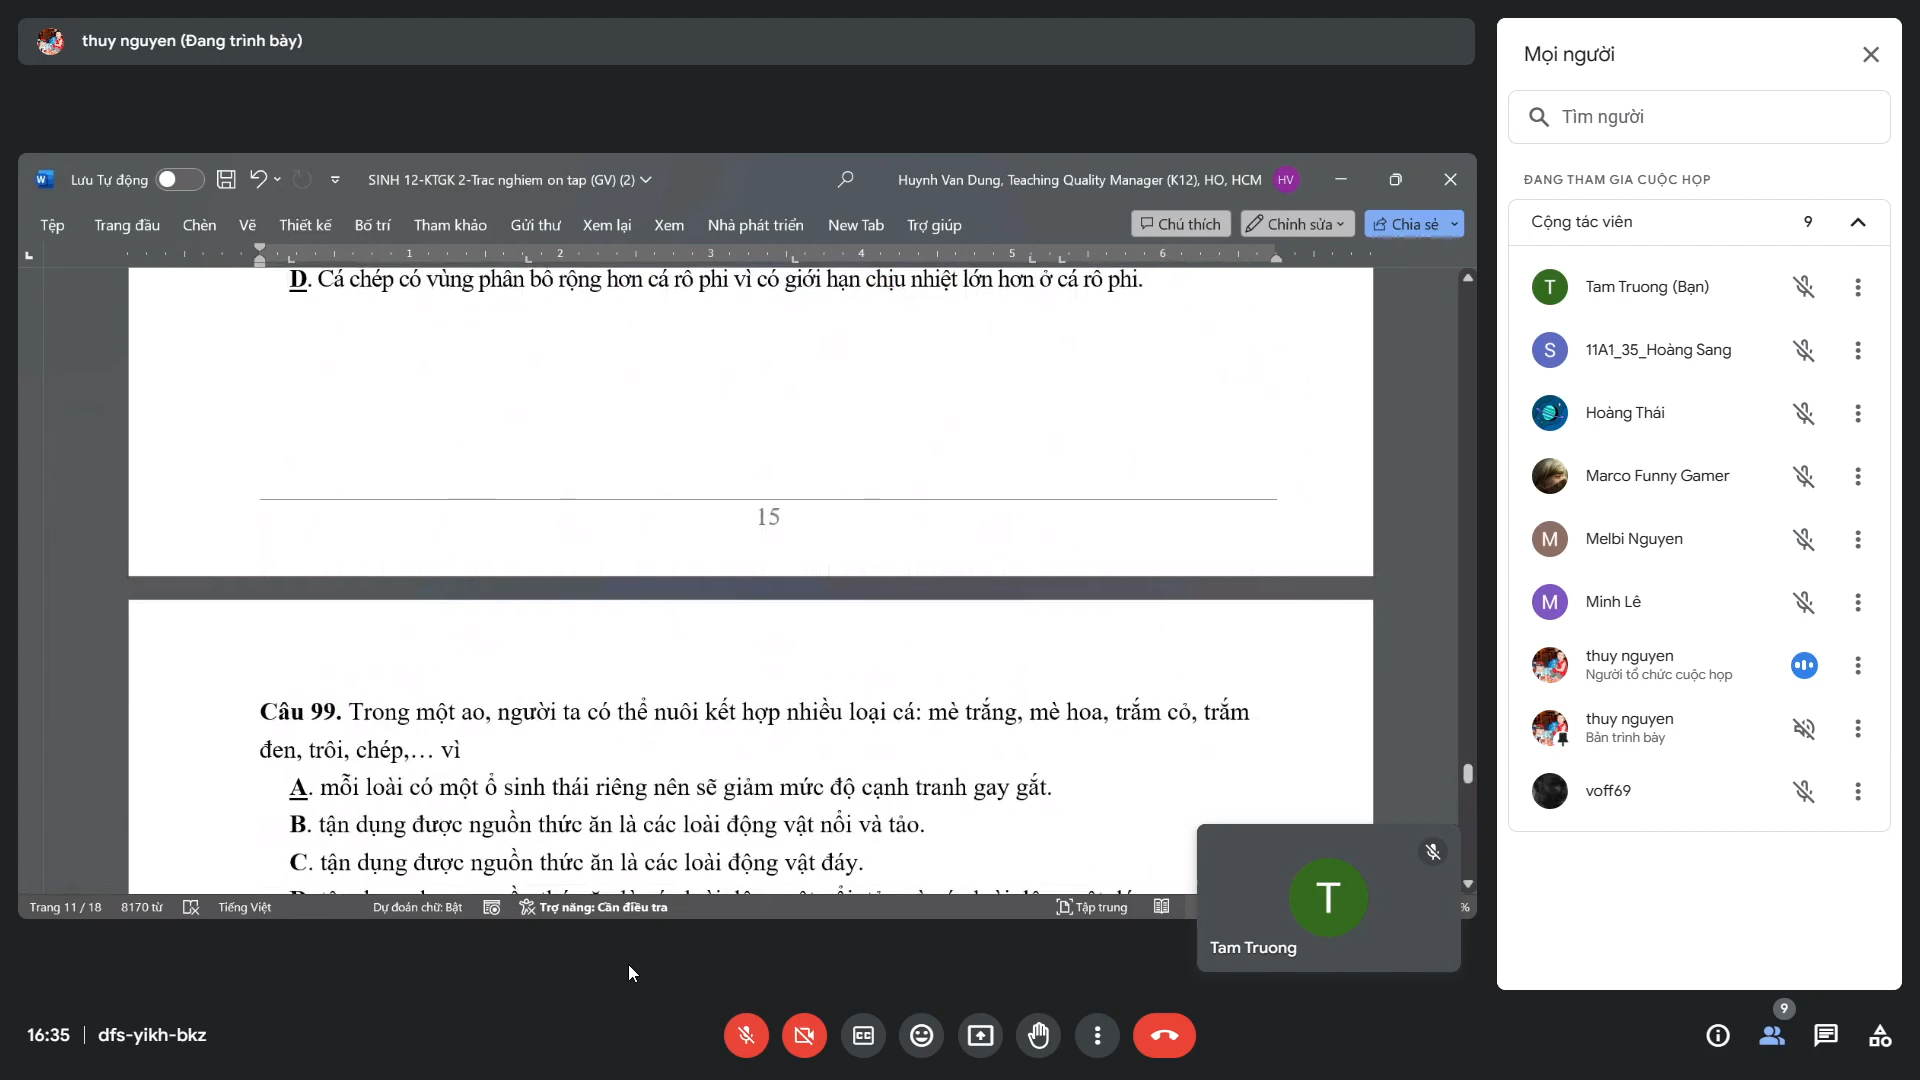 thuy nguyen (Đang trình bày)
Lưu Tự động
SINH 12-KTGK 2-Trac nghiem on tap (GV) (2)
Huynh Van Dung, Teaching Quality Manager (K12), HO, HCM
HV
Tệp Trang đầu Chèn Vẽ Thiết kế Bố trí Tham khảo Gửi thư Xem lại Xem Nhà phát triển New Tab Trợ giúp
Chú thích Chỉnh sửa Chia sẻ
1 2 3 4 5 6
D. Cá chép có vùng phân bố rộng hơn cá rô phi vì có giới hạn chịu nhiệt lớn hơn ở cá rô phi.
15
Câu 99. Trong một ao, người ta có thể nuôi kết hợp nhiều loại cá: mè trắng, mè hoa, trắm cỏ, trắm
đen, trôi, chép,… vì
A. mỗi loài có một ổ sinh thái riêng nên sẽ giảm mức độ cạnh tranh gay gắt.
B. tận dụng được nguồn thức ăn là các loài động vật nổi và tảo.
C. tận dụng được nguồn thức ăn là các loài động vật đáy.
Trang 11 / 18 8170 từ Tiếng Việt Dự đoán chữ: Bật Trợ năng: Cần điều tra Tập trung %
T
Tam Truong
16:35 dfs-yikh-bkz
Mọi người
Tìm người
ĐANG THAM GIA CUỘC HỌP
Cộng tác viên 9
T Tam Truong (Bạn)
S 11A1_35_Hoàng Sang
Hoàng Thái
Marco Funny Gamer
M Melbi Nguyen
M Minh Lê
thuy nguyen
Người tổ chức cuộc họp
thuy nguyen
Bản trình bày
voff69
9